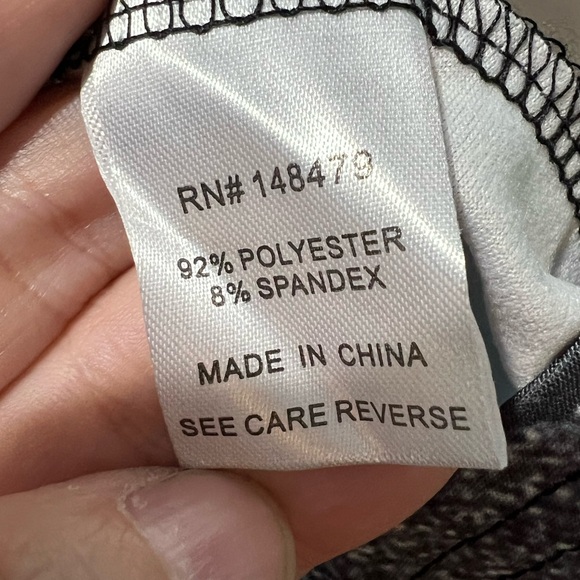 RN# 148479
92% POLYESTER
8% SPANDEX
MADE IN CHINA
SEE CARE REVERSE